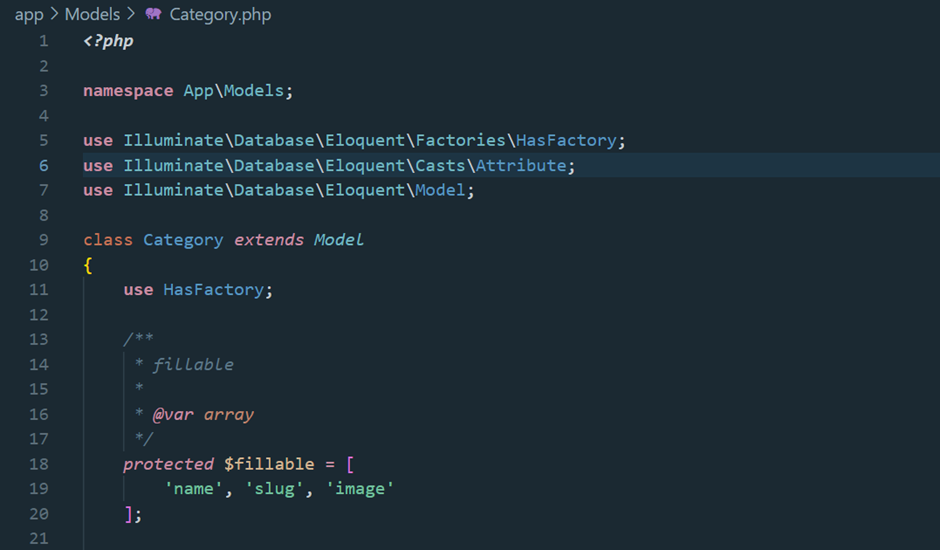 app > Models > Category.php
1 <?php
2
3 namespace App\Models;
4
5 use Illuminate\Database\Eloquent\Factories\HasFactory;
6 use Illuminate\Database\Eloquent\Casts\Attribute;
7 use Illuminate\Database\Eloquent\Model;
8
9 class Category extends Model
10 {
11     use HasFactory;
12
13     /**
14      * fillable
15      *
16      * @var array
17      */
18     protected $fillable = [
19         'name', 'slug', 'image'
20     ];
21